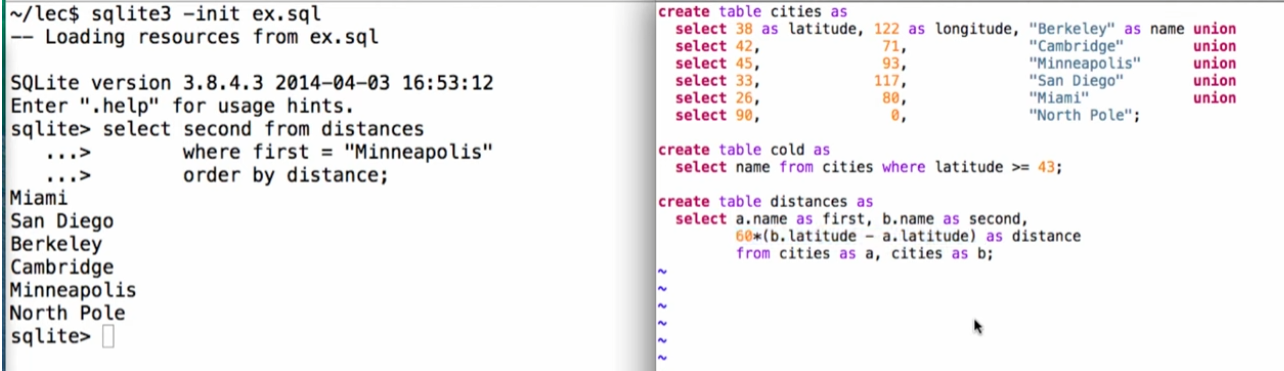 ~/lec$ sqlite3 -init ex.sql
-- Loading resources from ex.sql

SQLite version 3.8.4.3 2014-04-03 16:53:12
Enter ".help" for usage hints.
sqlite> select second from distances
   ...>        where first = "Minneapolis"
   ...>        order by distance;
Miami
San Diego
Berkeley
Cambridge
Minneapolis
North Pole
sqlite>
create table cities as
  select 38 as latitude, 122 as longitude, "Berkeley" as name union
  select 42,              71,              "Cambridge"        union
  select 45,              93,              "Minneapolis"      union
  select 33,             117,              "San Diego"        union
  select 26,              80,              "Miami"            union
  select 90,               0,              "North Pole";

create table cold as
  select name from cities where latitude >= 43;

create table distances as
  select a.name as first, b.name as second,
         60*(b.latitude - a.latitude) as distance
         from cities as a, cities as b;
~
~
~
~
~
~